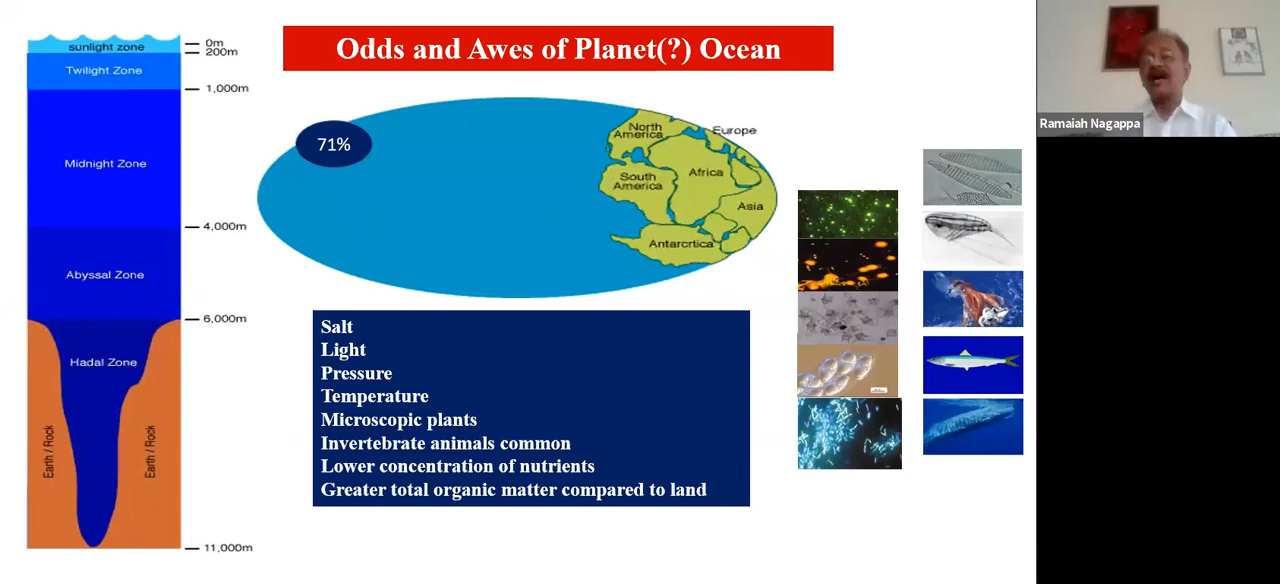 Odds and Awes of Planet(?) Ocean
sunlight zone
0m
200m
Twilight Zone
1,000m
Midnight Zone
4,000m
Abyssal Zone
6,000m
Hadal Zone
Earth / Rock
Earth / Rock
11,000m
71%
North
America
Europe
South
America
Africa
Asia
Antarctica
Salt
Light
Pressure
Temperature
Microscopic plants
Invertebrate animals common
Lower concentration of nutrients
Greater total organic matter compared to land
Ramaiah Nagappa